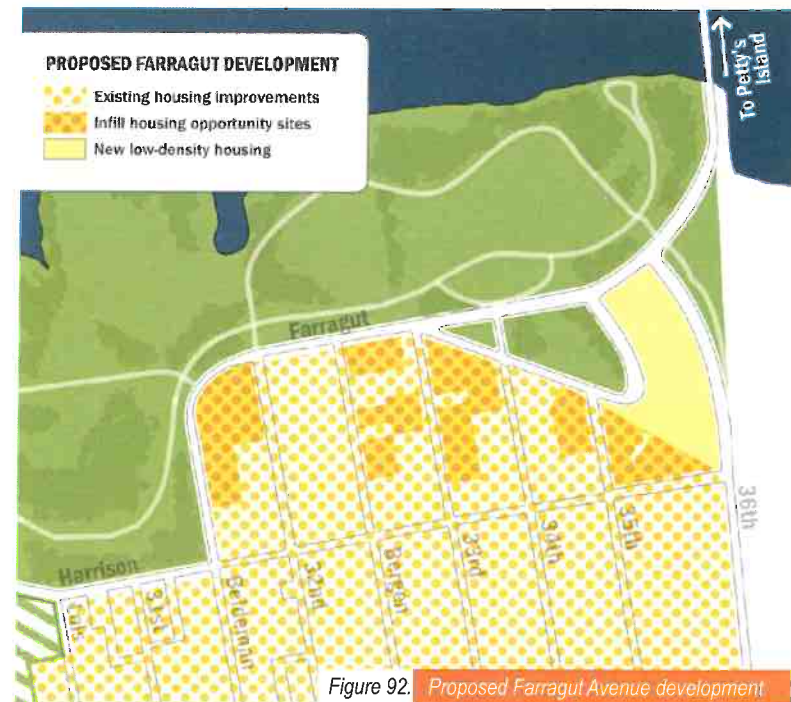 PROPOSED FARRAGUT DEVELOPMENT
Existing housing improvements
Infill housing opportunity sites
New low-density housing
To Petty's
Island
Farragut
36th
35th
34th
33rd
Bergen
32nd
Beideman
Harrison
31st
Figure 92. Proposed Farragut Avenue development